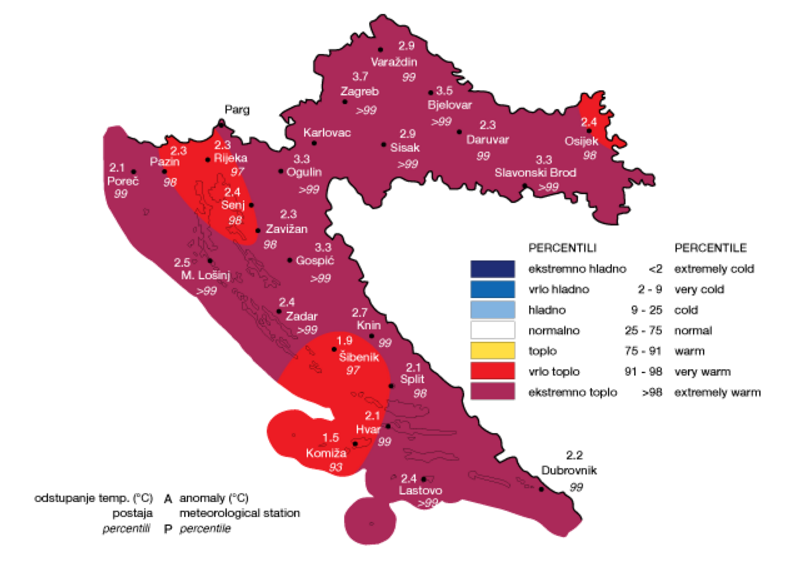 2.9
Varaždin
99
3.7
Zagreb
>99
3.5
Bjelovar
>99
Parg
Karlovac
2.9
Sisak
>99
2.3
Daruvar
99
2.4
Osijek
98
3.3
Slavonski Brod
>99
2.1
Poreč
99
2.3
Pazin
98
2.3
Rijeka
97
3.3
Ogulin
>99
2.4
Senj
98
2.3
Zavižan
98
3.3
Gospić
>99
2.5
M. Lošinj
>99
2.4
Zadar
>99
2.7
Knin
99
1.9
Šibenik
97
2.1
Split
98
2.1
Hvar
99
1.5
Komiža
93
2.4
Lastovo
>99
2.2
Dubrovnik
99
PERCENTILI PERCENTILE
ekstremno hladno <2 extremely cold
vrlo hladno 2 - 9 very cold
hladno 9 - 25 cold
normalno 25 - 75 normal
toplo 75 - 91 warm
vrlo toplo 91 - 98 very warm
ekstremno toplo >98 extremely warm
odstupanje temp. (°C) A anomaly (°C)
postaja meteorological station
percentili P percentile